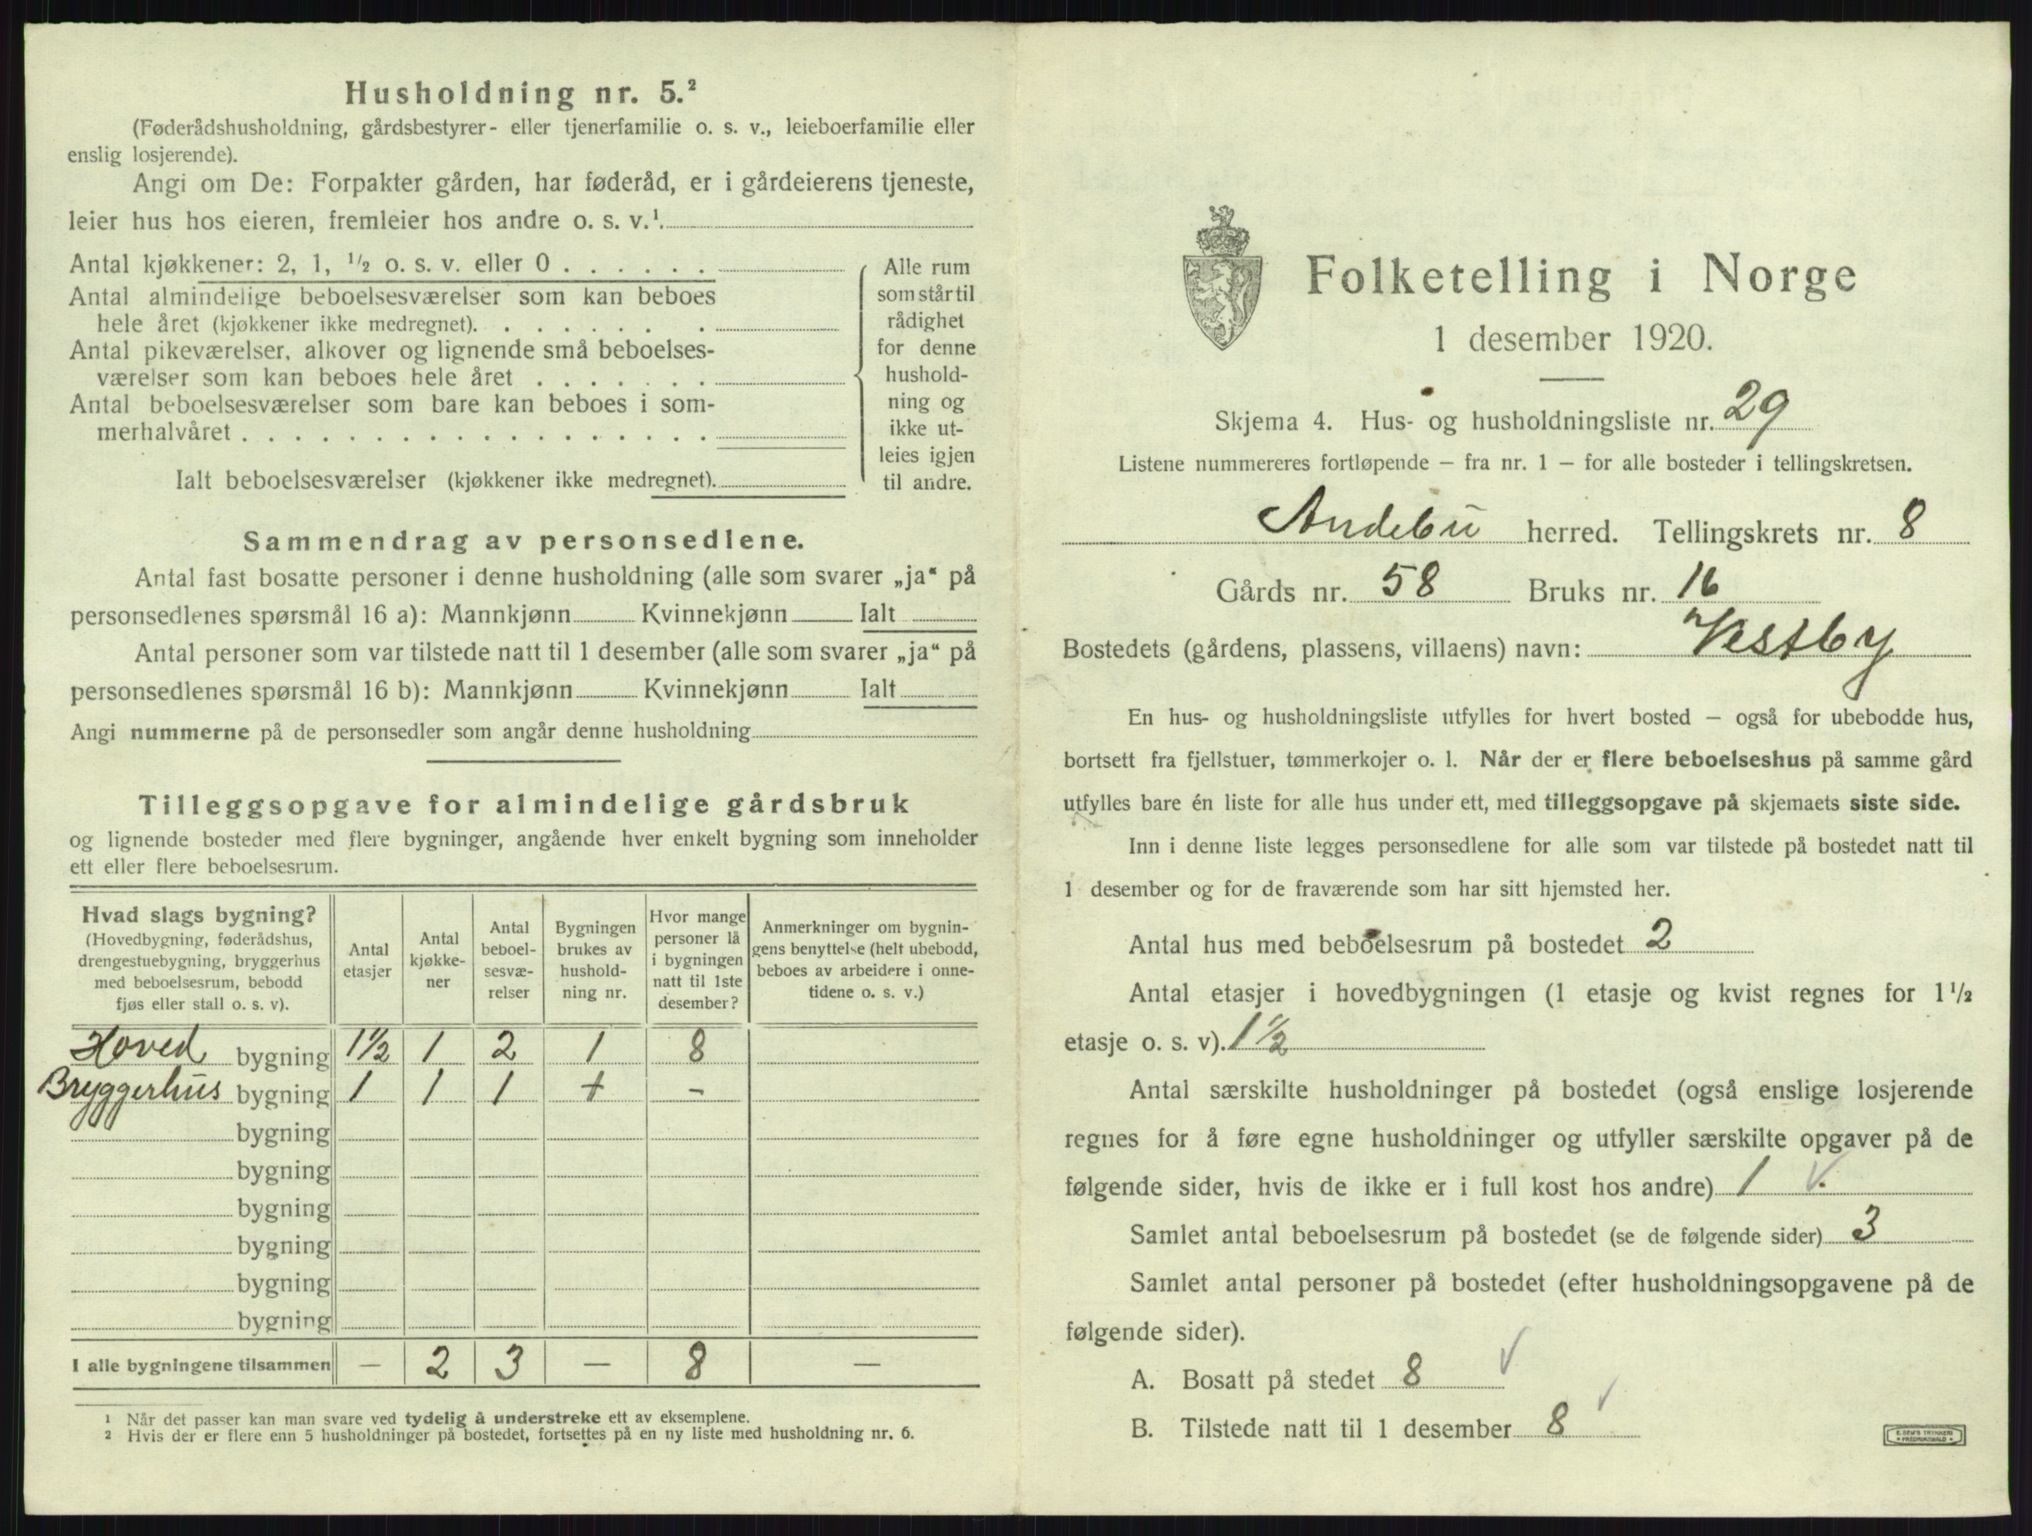 Husholdning nr. 5.²
(Føderådshusholdning, gårdsbestyrer- eller tjenerfamilie o. s. v., leieboerfamilie eller
enslig losjerende).
Angi om De: Forpakter gården, har føderåd, er i gårdeierens tjeneste,
leier hus hos eieren, fremleier hos andre o. s. v.¹.
Antal kjøkkener: 2, 1, ½ o. s. v. eller 0 . . . . . .
Antal almindelige beboelsesværelser som kan beboes
hele året (kjøkkener ikke medregnet). . . . . . . .
Antal pikeværelser, alkover og lignende små beboelses-
værelser som kan beboes hele året . . . . . . .
Antal beboelsesværelser som bare kan beboes i som-
merhalvåret . . . . . . . . . . . . . . . . . .
Ialt beboelsesværelser (kjøkkener ikke medregnet).
Alle rum
som står til
rådighet
for denne
hushold-
ning og
ikke ut-
leies igjen
til andre.
Sammendrag av personsedlene.
Antal fast bosatte personer i denne husholdning (alle som svarer „ja“ på
personsedlenes spørsmål 16 a): Mannkjønn Kvinnekjønn Ialt
Antal personer som var tilstede natt til 1 desember (alle som svarer „ja“ på
personsedlenes spørsmål 16 b): Mannkjønn Kvinnekjønn Ialt
Angi nummerne på de personsedler som angår denne husholdning
Tilleggsopgave for almindelige gårdsbruk
og lignende bosteder med flere bygninger, angående hver enkelt bygning som inneholder
ett eller flere beboelsesrum.
Hvad slags bygning?
(Hovedbygning, føderådshus,
drengestuebygning, bryggerhus
med beboelsesrum, bebodd
fjøs eller stall o. s. v).
Antal
etasjer
Antal
kjøkke-
ner
Antal
beboel-
sesvæ-
relser
Bygningen
brukes av
hushold-
ning nr.
Hvor mange
personer lå
i bygningen
natt til 1ste
desember?
Anmerkninger om bygnin-
gens benyttelse (helt ubebodd,
beboes av arbeidere i onne-
tidene o. s. v.)
Hoved bygning 1½ 1 2 1 8
Bryggerhus bygning 1 1 1 + -
bygning
bygning
bygning
bygning
bygning
bygning
I alle bygningene tilsammen — 2 3 — 8 —
¹ Når det passer kan man svare ved tydelig å understreke ett av eksemplene.
² Hvis der er flere enn 5 husholdninger på bostedet, fortsettes på en ny liste med husholdning nr. 6.
Folketelling i Norge
1 desember 1920.
Skjema 4. Hus- og husholdningsliste nr. 29
Listene nummereres fortløpende — fra nr. 1 — for alle bosteder i tellingskretsen.
Andebu herred. Tellingskrets nr. 8
Gårds nr. 58 Bruks nr. 16
Bostedets (gårdens, plassens, villaens) navn: Vestby
En hus- og husholdningsliste utfylles for hvert bosted — også for ubebodde hus,
bortsett fra fjellstuer, tømmerkojer o. l. Når der er flere beboelseshus på samme gård
utfylles bare én liste for alle hus under ett, med tilleggsopgave på skjemaets siste side.
Inn i denne liste legges personsedlene for alle som var tilstede på bostedet natt til
1 desember og for de fraværende som har sitt hjemsted her.
Antal hus med beboelsesrum på bostedet 2
Antal etasjer i hovedbygningen (1 etasje og kvist regnes for 1½
etasje o. s. v). 1½
Antal særskilte husholdninger på bostedet (også enslige losjerende
regnes for å føre egne husholdninger og utfyller særskilte opgaver på de
følgende sider, hvis de ikke er i full kost hos andre) 1 ✓
Samlet antal beboelsesrum på bostedet (se de følgende sider) 3
Samlet antal personer på bostedet (efter husholdningsopgavene på de
følgende sider).
A. Bosatt på stedet 8 ✓
B. Tilstede natt til 1 desember 8 ✓